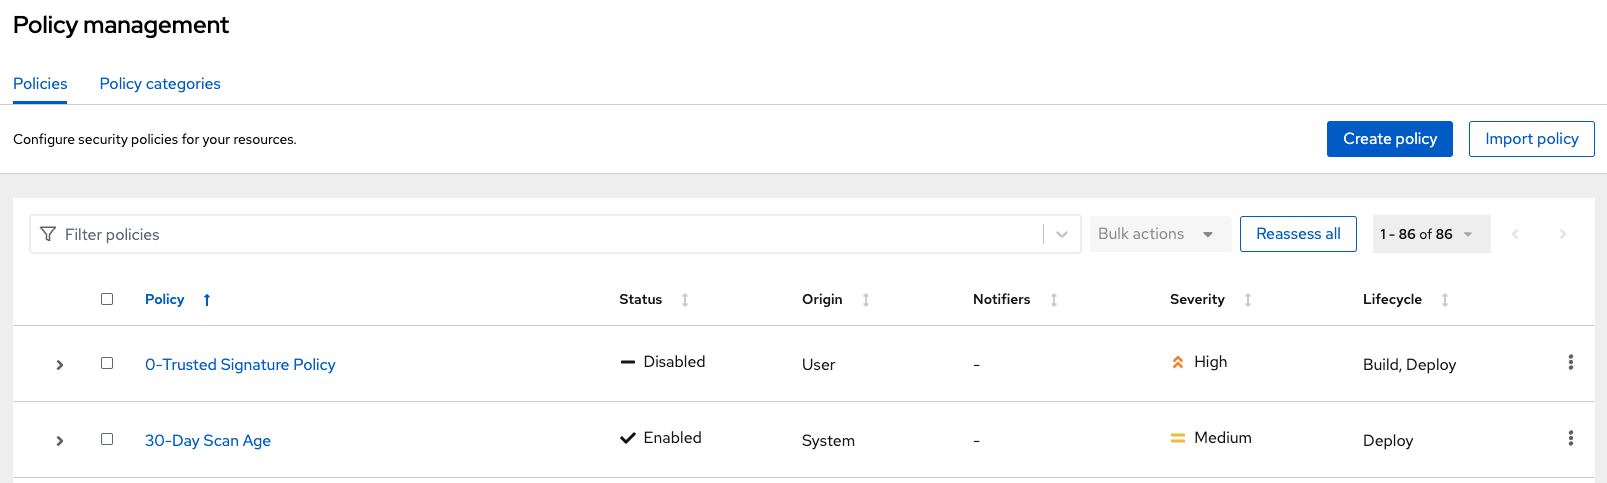 Policy management
Policies Policy categories
Configure security policies for your resources. Create policy Import policy
Filter policies Bulk actions Reassess all 1 - 86 of 86
Policy Status Origin Notifiers Severity Lifecycle
0-Trusted Signature Policy Disabled User - High Build, Deploy
30-Day Scan Age Enabled System - Medium Deploy